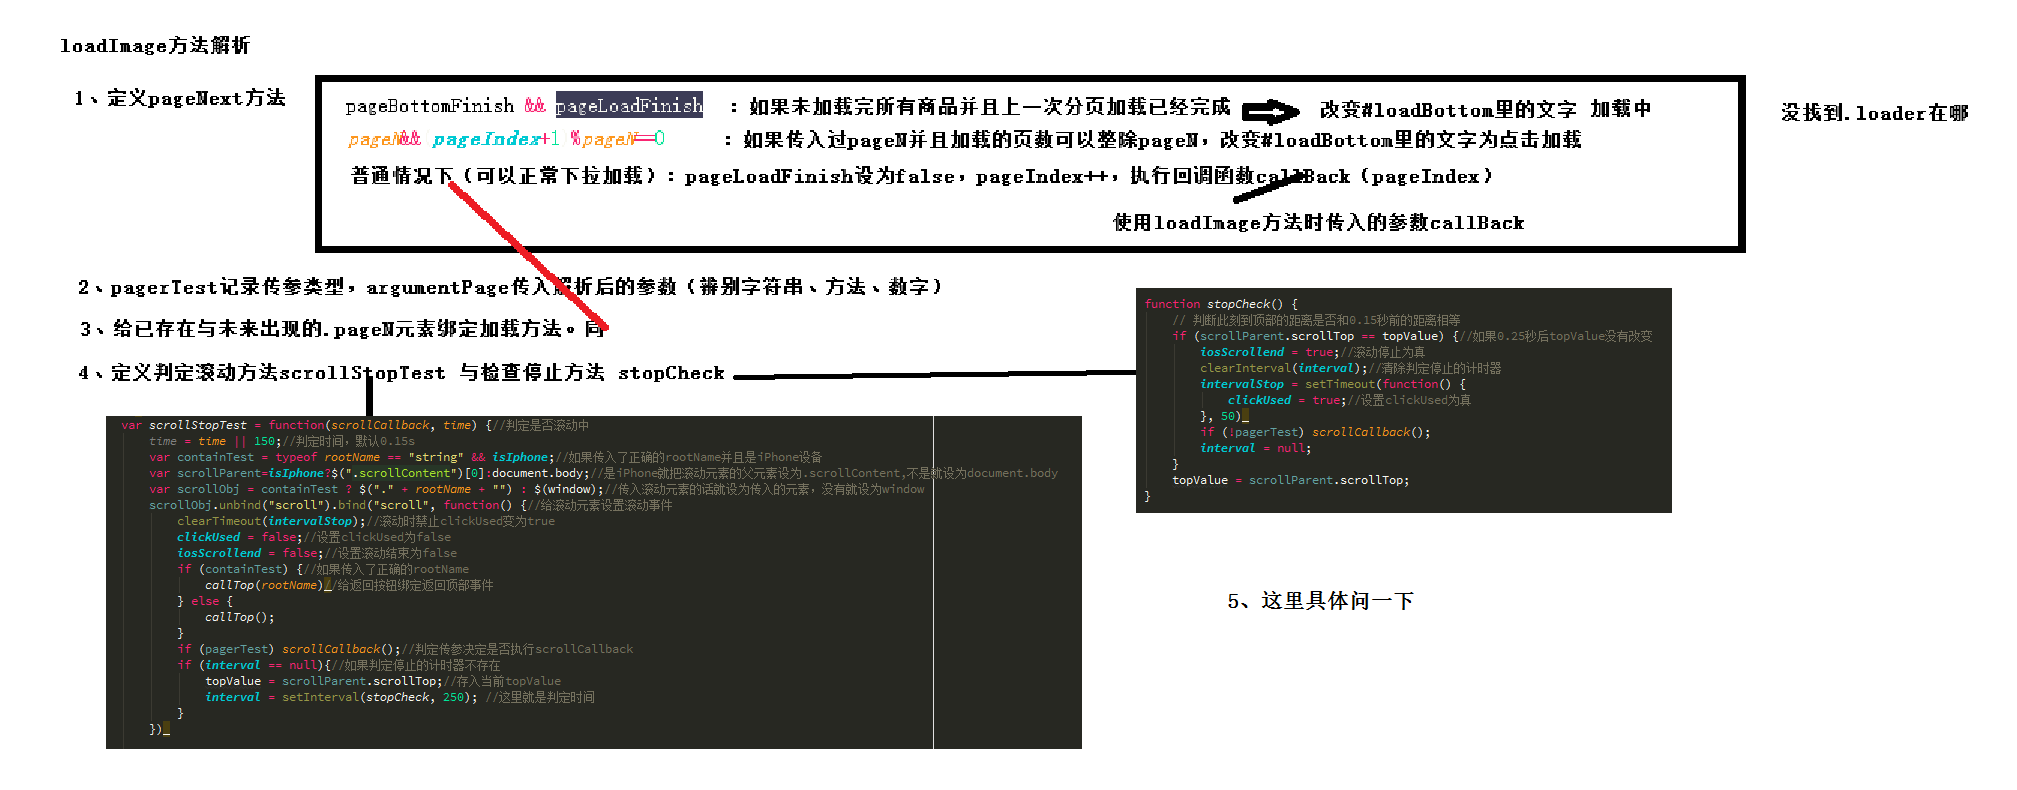 loadImage方法解析
1、定义pageNext方法
pageBottomFinish && pageLoadFinish ：如果未加载完所有商品并且上一次分页加载已经完成 改变#loadBottom里的文字 加载中
没找到.loader在哪
pageN&& pageIndex+1 %pageN==0 ：如果传入过pageN并且加载的页数可以整除pageN，改变#loadBottom里的文字为点击加载
普通情况下（可以正常下拉加载）：pageLoadFinish设为false，pageIndex++，执行回调函数callBack（pageIndex）
使用loadImage方法时传入的参数callBack
2、pagerTest记录传参类型，argumentPage传入解析后的参数（辨别字符串、方法、数字）
3、给已存在与未来出现的.pageN元素绑定加载方法。同
4、定义判定滚动方法scrollStopTest 与检查停止方法 stopCheck
function stopCheck() {
// 判断此刻到顶部的距离是否和0.15秒前的距离相等
if (scrollParent.scrollTop == topValue) {//如果0.25秒后topValue没有改变
iosScrollend = true;//滚动停止为真
clearInterval(interval);//清除判定停止的计时器
intervalStop = setTimeout(function() {
clickUsed = true;//设置clickUsed为真
}, 50)
if (!pagerTest) scrollCallback();
interval = null;
}
topValue = scrollParent.scrollTop;
}
var scrollStopTest = function(scrollCallback, time) {//判定是否滚动中
time = time || 150;//判定时间，默认0.15s
var containTest = typeof rootName == "string" && isIphone;//如果传入了正确的rootName并且是iPhone设备
var scrollParent=isIphone?$(".scrollContent")[0]:document.body;//是iPhone就把滚动元素的父元素设为.scrollContent,不是就设为document.body
var scrollObj = containTest ? $("." + rootName + "") : $(window);//传入滚动元素的话就设为传入的元素，没有就设为window
scrollObj.unbind("scroll").bind("scroll", function() {//给滚动元素设置滚动事件
clearTimeout(intervalStop);//滚动时禁止clickUsed变为true
clickUsed = false;//设置clickUsed为false
iosScrollend = false;//设置滚动结束为false
if (containTest) {//如果传入了正确的rootName
callTop(rootName)//给返回按钮绑定返回顶部事件
} else {
callTop();
}
if (pagerTest) scrollCallback();//判定传参决定是否执行scrollCallback
if (interval == null){//如果判定停止的计时器不存在
topValue = scrollParent.scrollTop;//存入当前topValue
interval = setInterval(stopCheck, 250); //这里就是判定时间
}
})
5、这里具体问一下